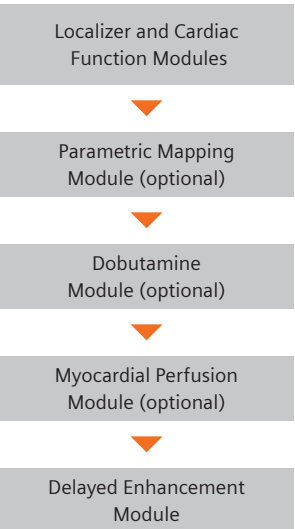 Localizer and Cardiac
Function Modules
Parametric Mapping
Module (optional)
Dobutamine
Module (optional)
Myocardial Perfusion
Module (optional)
Delayed Enhancement
Module